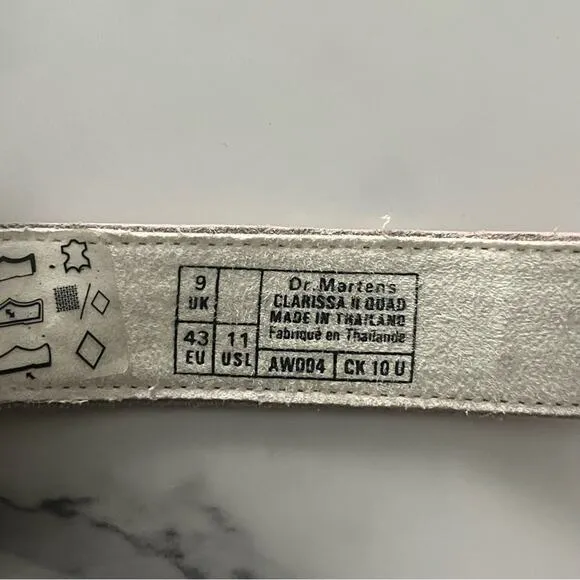 9
UK
43
EU
11
USL
Dr. Martens
CLARISSA II QUAD
MADE IN THAILAND
Fabriqué en Thaïlande
AW004
CK 10 U